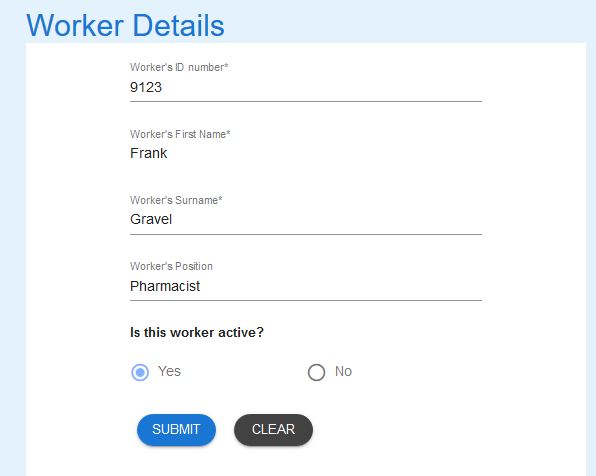 Worker Details
Worker's ID number*
9123
Worker's First Name*
Frank
Worker's Surname*
Gravel
Worker's Position
Pharmacist
Is this worker active?
Yes No
SUBMIT CLEAR